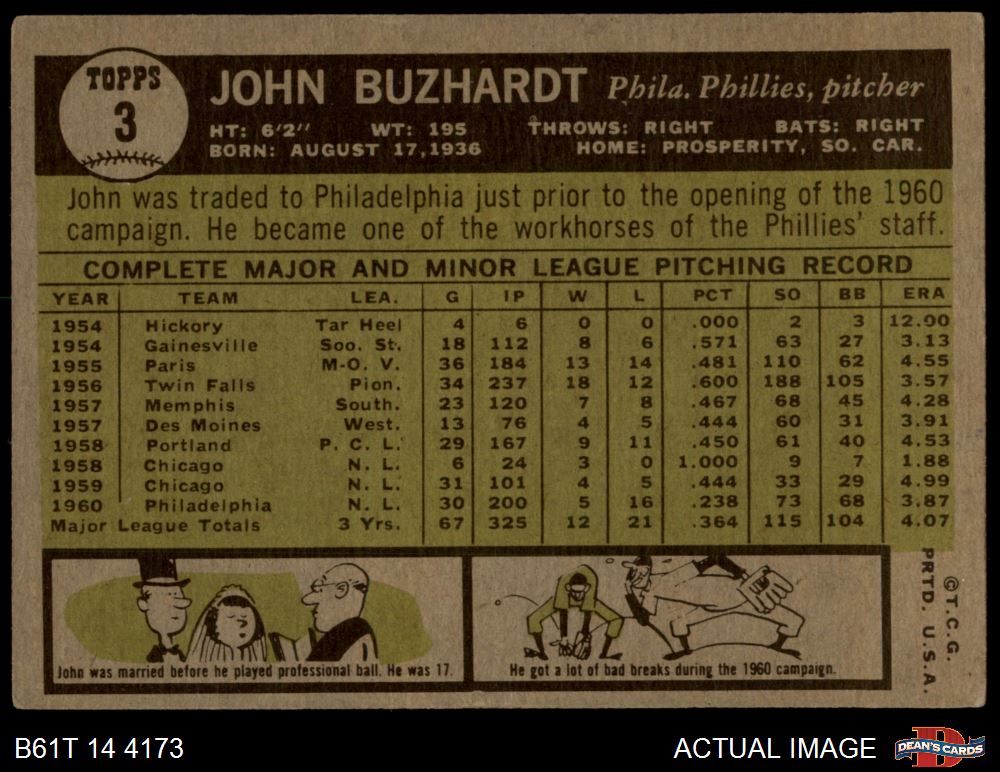 TOPPS
3
JOHN BUZHARDT Phila. Phillies, pitcher
HT: 6'2" WT: 195 THROWS: RIGHT BATS: RIGHT
BORN: AUGUST 17, 1936 HOME: PROSPERITY, SO. CAR.
John was traded to Philadelphia just prior to the opening of the 1960
campaign. He became one of the workhorses of the Phillies' staff.
COMPLETE MAJOR AND MINOR LEAGUE PITCHING RECORD
YEAR TEAM LEA. G IP W L PCT SO BB ERA
1954 Hickory Tar Heel 4 6 0 0 .000 2 3 12.00
1954 Gainesville Soo. St. 18 112 8 6 .571 63 27 3.13
1955 Paris M-O. V. 36 184 13 14 .481 110 62 4.55
1956 Twin Falls Pion. 34 237 18 12 .600 188 105 3.57
1957 Memphis South. 23 120 7 8 .467 68 45 4.28
1957 Des Moines West. 13 76 4 5 .444 60 31 3.91
1958 Portland P. C. L. 29 167 9 11 .450 61 40 4.53
1958 Chicago N. L. 6 24 3 0 1.000 9 7 1.88
1959 Chicago N. L. 31 101 4 5 .444 33 29 4.99
1960 Philadelphia N. L. 30 200 5 16 .238 73 68 3.87
Major League Totals 3 Yrs. 67 325 12 21 .364 115 104 4.07
John was married before he played professional ball. He was 17.
He got a lot of bad breaks during the 1960 campaign.
©T.C.G.
PRTD. U.S.A.
B61T 14 4173
ACTUAL IMAGE
D
DEAN'S CARDS